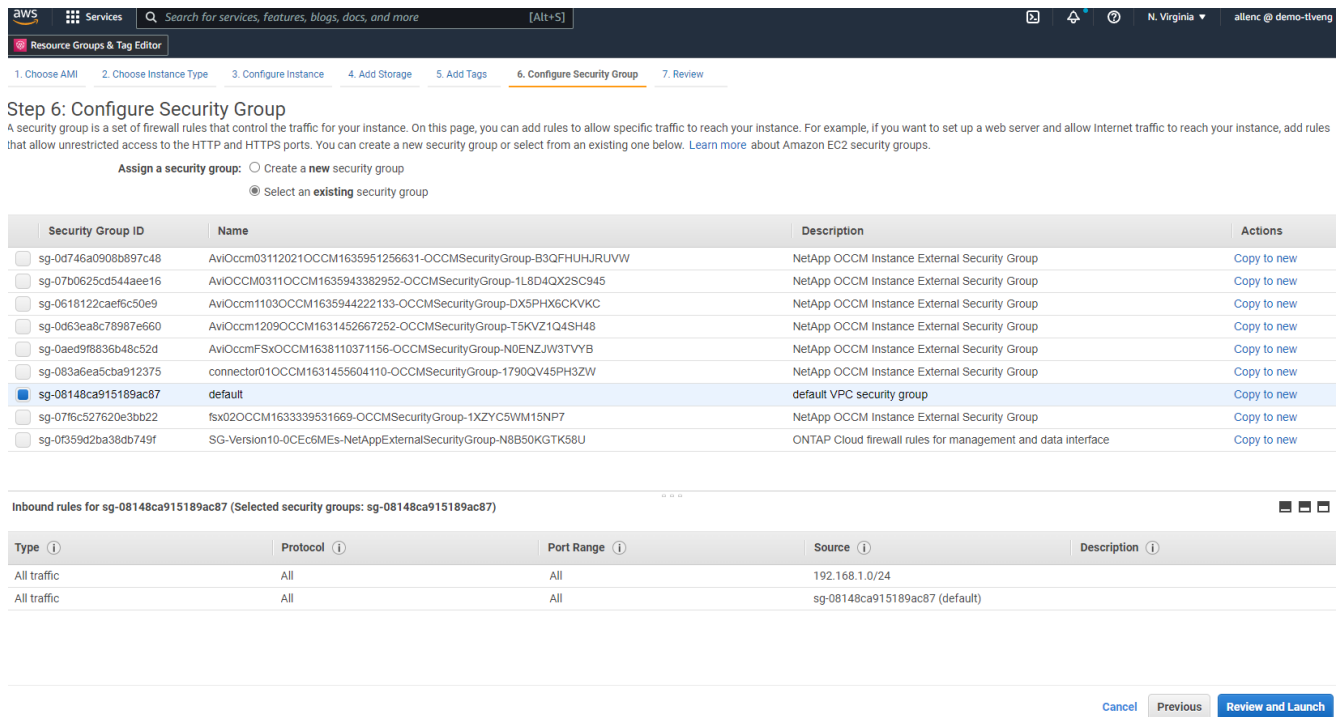 aws Services Search for services, features, blogs, docs, and more [Alt+S] N. Virginia ▼ allenc @ demo-tlveng
Resource Groups & Tag Editor
1. Choose AMI 2. Choose Instance Type 3. Configure Instance 4. Add Storage 5. Add Tags 6. Configure Security Group 7. Review
Step 6: Configure Security Group
A security group is a set of firewall rules that control the traffic for your instance. On this page, you can add rules to allow specific traffic to reach your instance. For example, if you want to set up a web server and allow Internet traffic to reach your instance, add rules
that allow unrestricted access to the HTTP and HTTPS ports. You can create a new security group or select from an existing one below. Learn more about Amazon EC2 security groups.
Assign a security group: Create a new security group
Select an existing security group
Security Group ID Name Description Actions
sg-0d746a0908b897c48 AviOccm03112021OCCM1635951256631-OCCMSecurityGroup-B3QFHUHJRUVW NetApp OCCM Instance External Security Group Copy to new
sg-07b0625cd544aee16 AviOCCM0311OCCM1635943382952-OCCMSecurityGroup-1L8D4QX2SC945 NetApp OCCM Instance External Security Group Copy to new
sg-0618122caef6c50e9 AviOccm1103OCCM1635944222133-OCCMSecurityGroup-DX5PHX6CKVKC NetApp OCCM Instance External Security Group Copy to new
sg-0d63ea8c78987e660 AviOccm1209OCCM1631452667252-OCCMSecurityGroup-T5KVZ1Q4SH48 NetApp OCCM Instance External Security Group Copy to new
sg-0aed9f8836b48c52d AviOccmFSxOCCM1638110371156-OCCMSecurityGroup-N0ENZJW3TVYB NetApp OCCM Instance External Security Group Copy to new
sg-083a6ea5cba912375 connector01OCCM1631455604110-OCCMSecurityGroup-1790QV45PH3ZW NetApp OCCM Instance External Security Group Copy to new
sg-08148ca915189ac87 default default VPC security group Copy to new
sg-07f6c527620e3bb22 fsx02OCCM1633339531669-OCCMSecurityGroup-1XZYC5WM15NP7 NetApp OCCM Instance External Security Group Copy to new
sg-0f359d2ba38db749f SG-Version10-0CEc6MEs-NetAppExternalSecurityGroup-N8B50KGTK58U ONTAP Cloud firewall rules for management and data interface Copy to new
Inbound rules for sg-08148ca915189ac87 (Selected security groups: sg-08148ca915189ac87)
Type Protocol Port Range Source Description
All traffic All All 192.168.1.0/24
All traffic All All sg-08148ca915189ac87 (default)
Cancel Previous Review and Launch